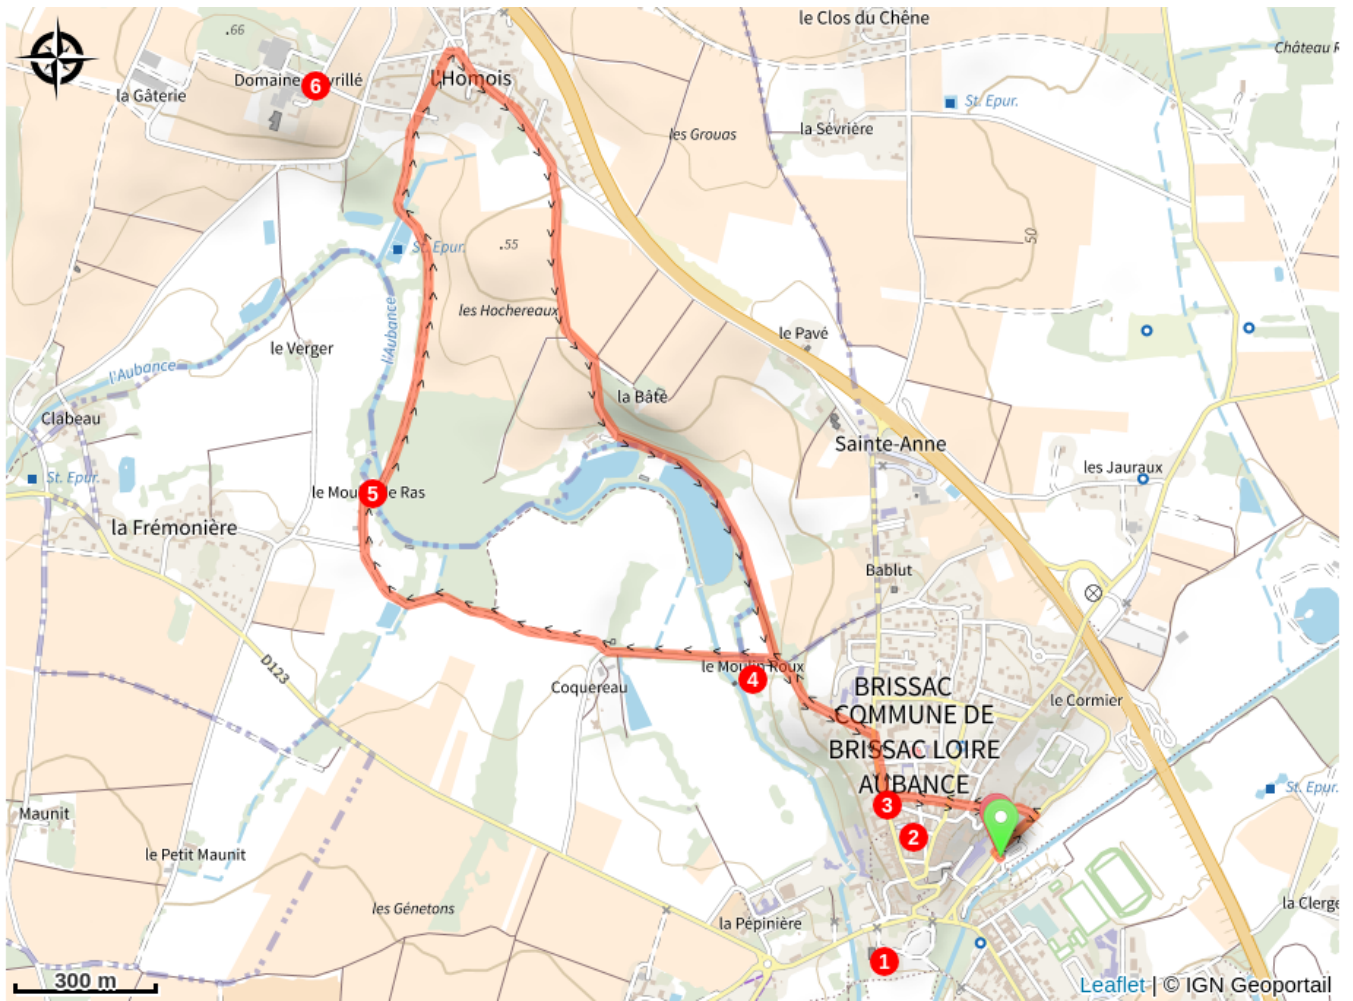 le Clos du Chêne
.66
Château R
Domaine
vrillé
6
l'Homois
la Gâterie
St. Epur.
les Grouas
la Sévrière
50
.55
St. Epur.
les Hochereaux
l'Aubance
le Pavé
le Verger
l'Aubance
la Bâte
Clabeau
Sainte-Anne
les Jauraux
St. Epur.
le Mou
5
e Ras
la Frémonière
Bablut
D123
le Moulin Roux
4
Coquereau
BRISSAC
le Cormier
COMMUNE DE
BRISSAC LOIRE
AUBANCE
St. Epur.
3
Maunit
2
le Petit Maunit
les Génetons
la Clerge
la Pépinière
1
300 m
Leaflet | © IGN Geoportail